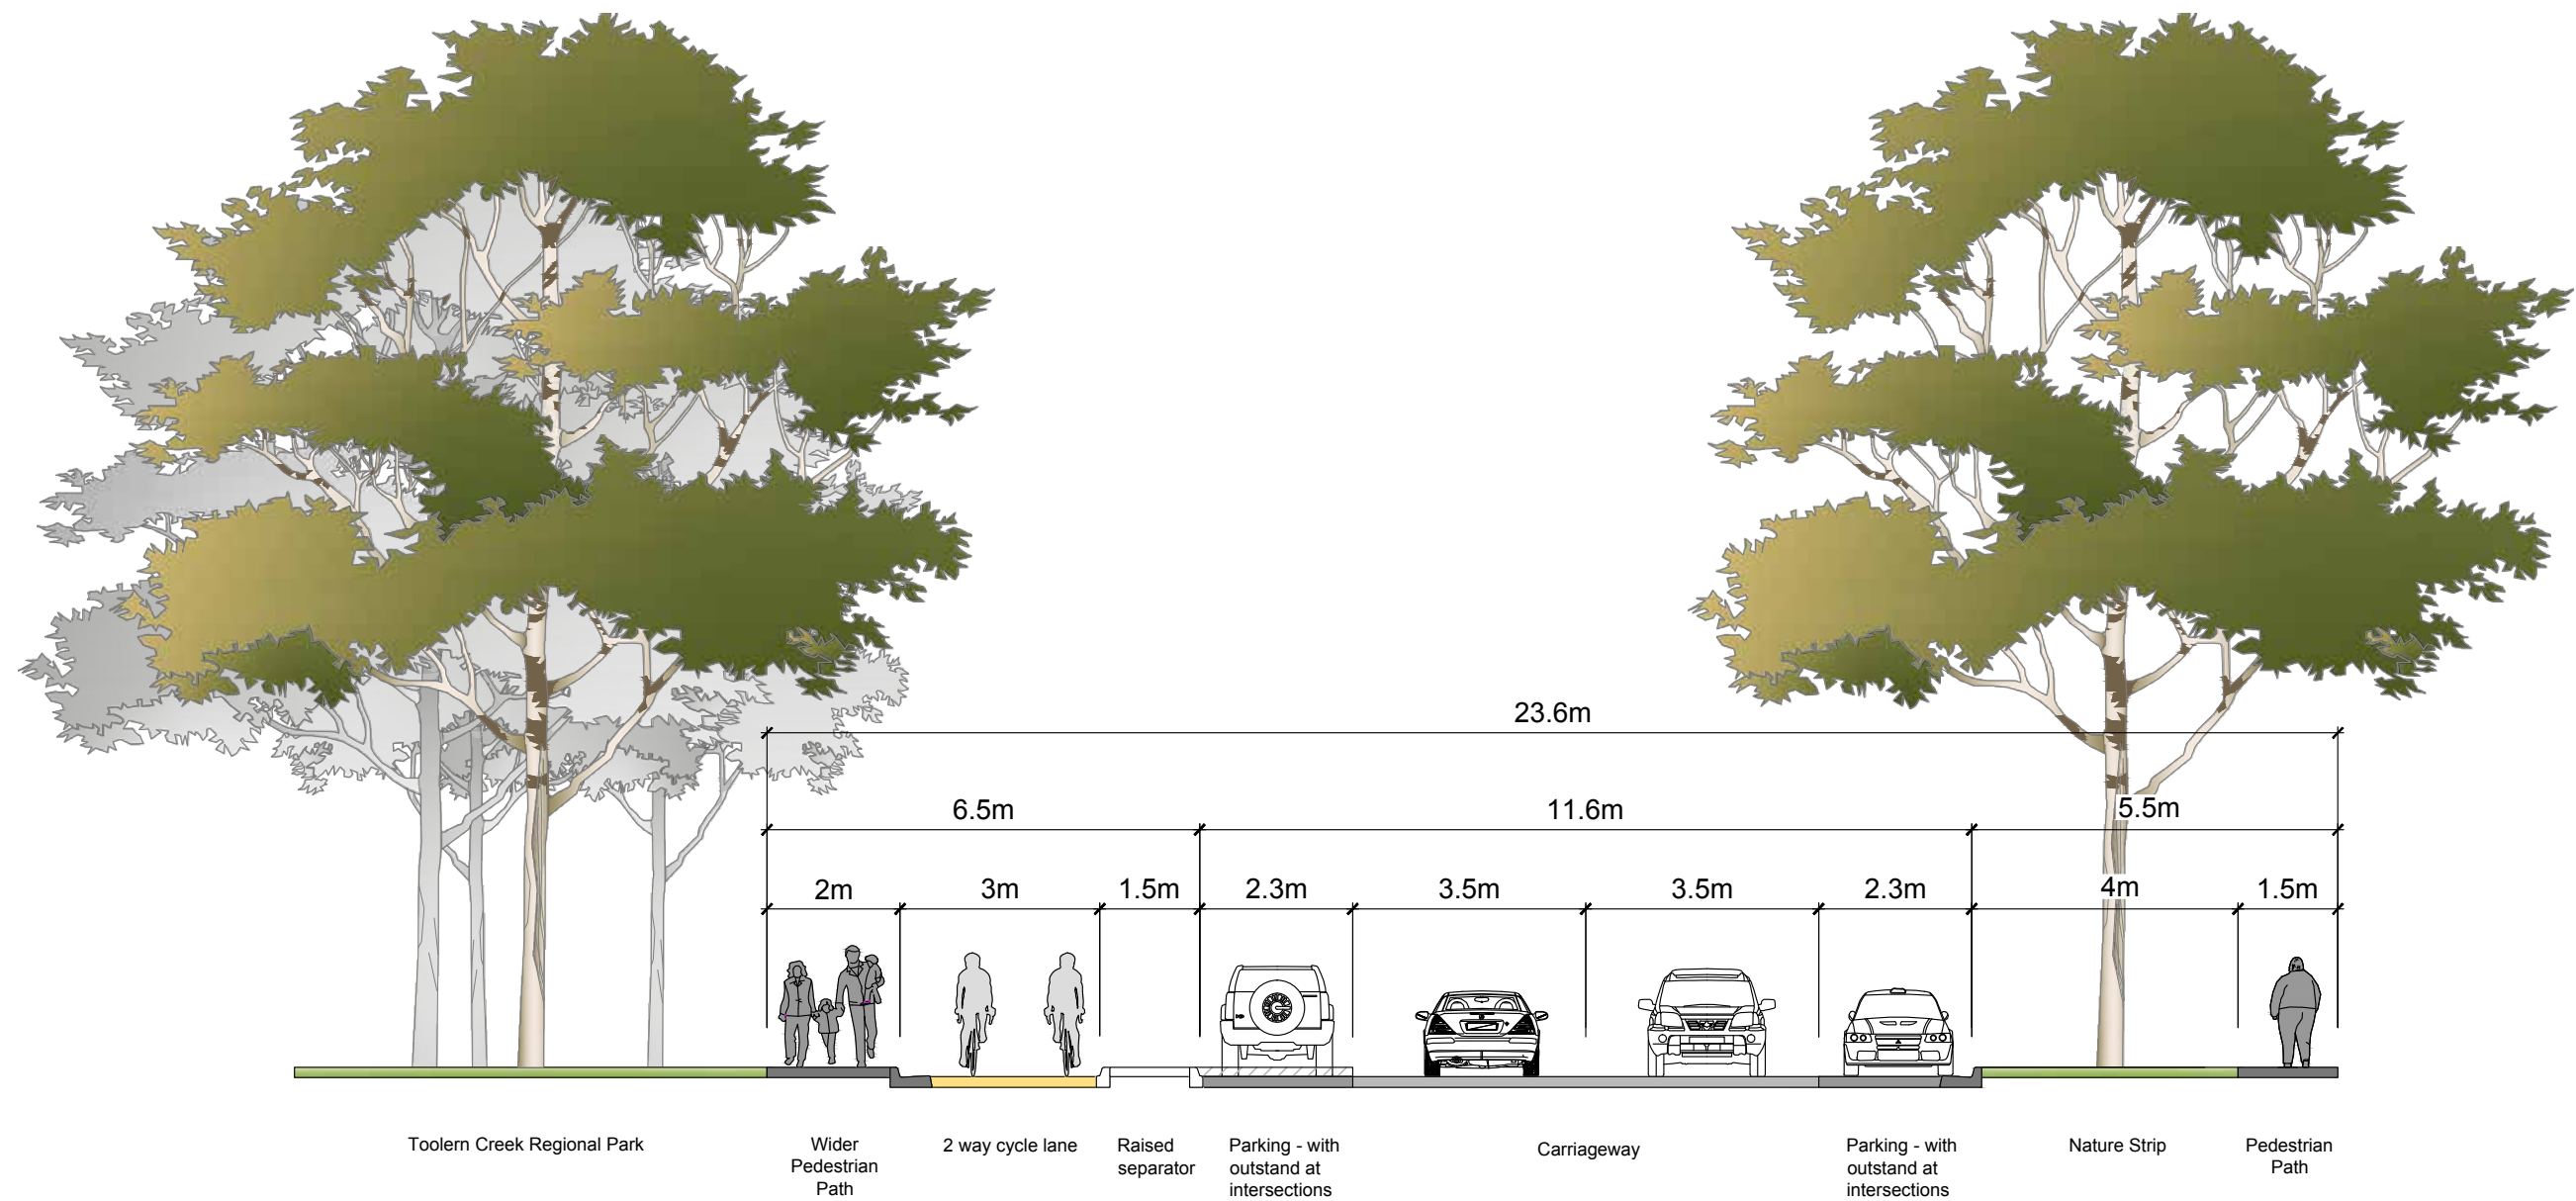 23.6m
6.5m
11.6m
5.5m
2m
3m
1.5m
2.3m
3.5m
3.5m
2.3m
4m
1.5m
Toolern Creek Regional Park
Wider
Pedestrian
Path
2 way cycle lane
Raised
separator
Parking - with
outstand at
intersections
Carriageway
Parking - with
outstand at
intersections
Nature Strip
Pedestrian
Path